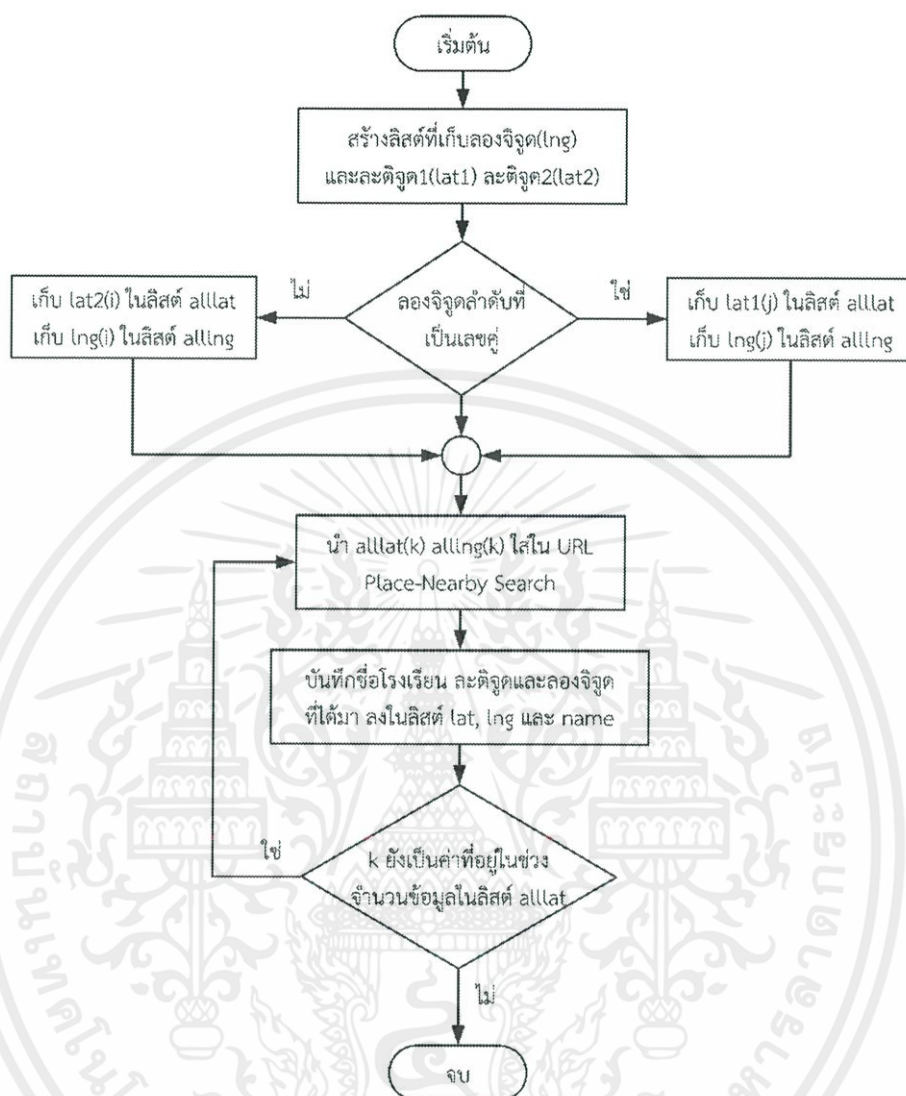 เริ่มต้น
สร้างลิสต์ที่เก็บลองจิจูด(lng)
และละติจูด1(lat1) ละติจูด2(lat2)
ลองจิจูดลำดับที่
เป็นเลขคู่
ไม่
ใช่
เก็บ lat2(i) ในลิสต์ alllat
เก็บ lng(i) ในลิสต์ alllng
เก็บ lat1(j) ในลิสต์ alllat
เก็บ lng(j) ในลิสต์ alllng
นำ alllat(k) alllng(k) ใส่ใน URL
Place-Nearby Search
บันทึกชื่อโรงเรียน ละติจูดและลองจิจูด
ที่ได้มา ลงในลิสต์ lat, lng และ name
k ยังเป็นค่าที่อยู่ในช่วง
จำนวนข้อมูลในลิสต์ alllat
ใช่
ไม่
จบ